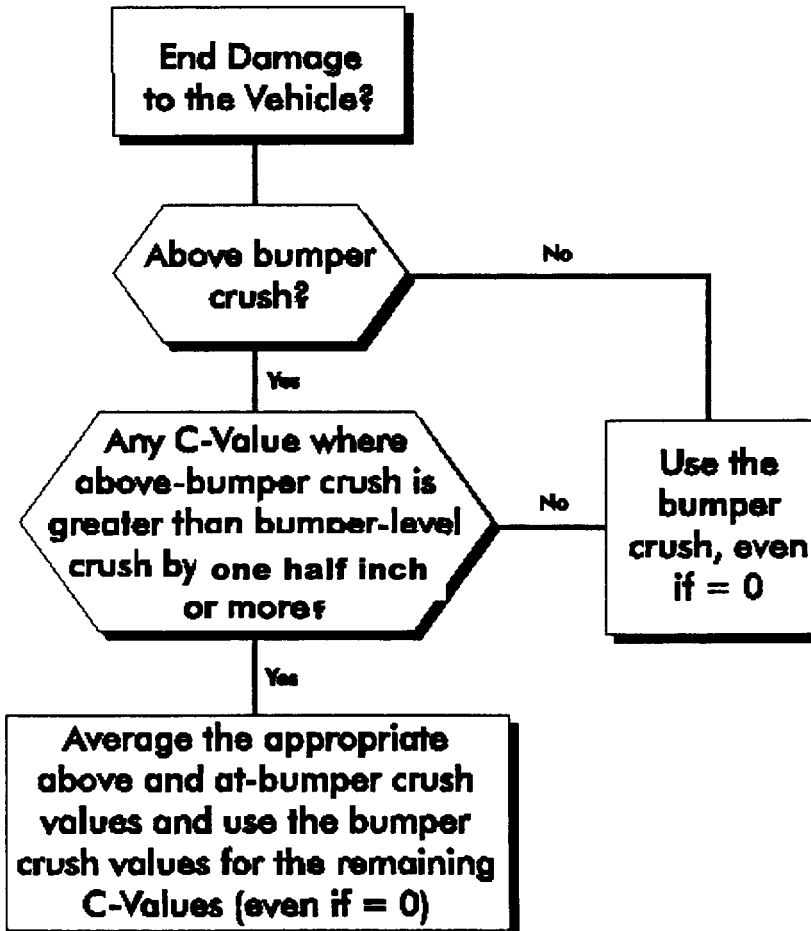 End Damage
to the Vehicle?
Above bumper
crush?
No
Yes
Any C-Value where
above-bumper crush is
greater than bumper-level
crush by one half inch
or more?
No
Use the
bumper
crush, even
if = 0
Yes
Average the appropriate
above and at-bumper crush
values and use the bumper
crush values for the remaining
C-Values (even if = 0)